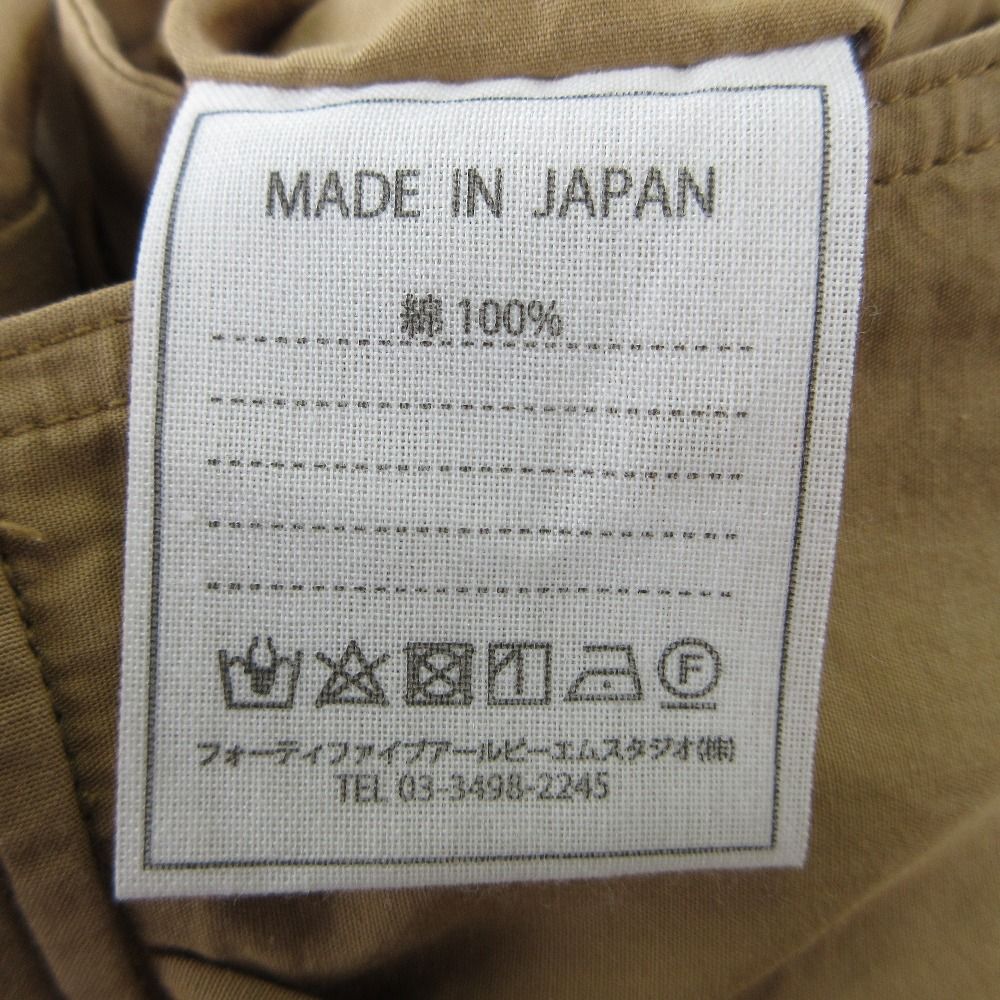 MADE IN JAPAN
綿 100%
F
フォーティファイブアールピーエムスタジオ(株)
TEL 03-3498-2245